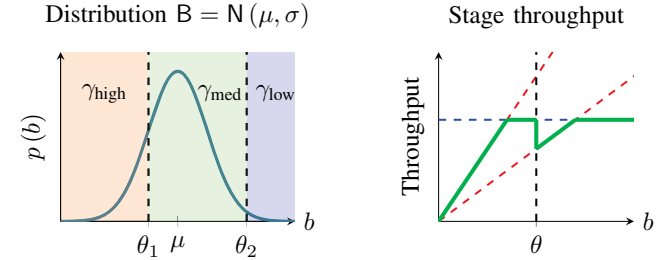 Distribution B = N (μ, σ)
p (b)
γhigh
γmed
γlow
θ1
μ
θ2
b
Stage throughput
Throughput
θ
b